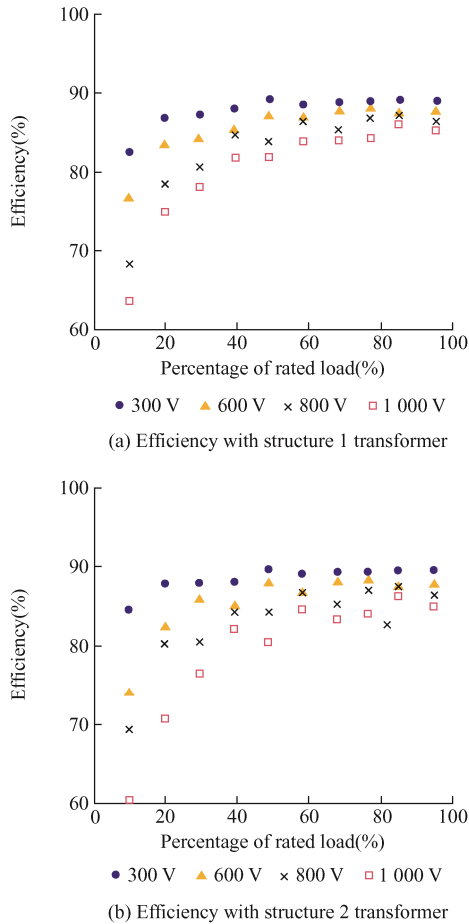 100
90
80
70
60
Efficiency(%)
0 20 40 60 80 100
Percentage of rated load(%)
300 V 600 V 800 V 1 000 V
(a) Efficiency with structure 1 transformer
100
90
80
70
60
Efficiency(%)
0 20 40 60 80 100
Percentage of rated load(%)
300 V 600 V 800 V 1 000 V
(b) Efficiency with structure 2 transformer